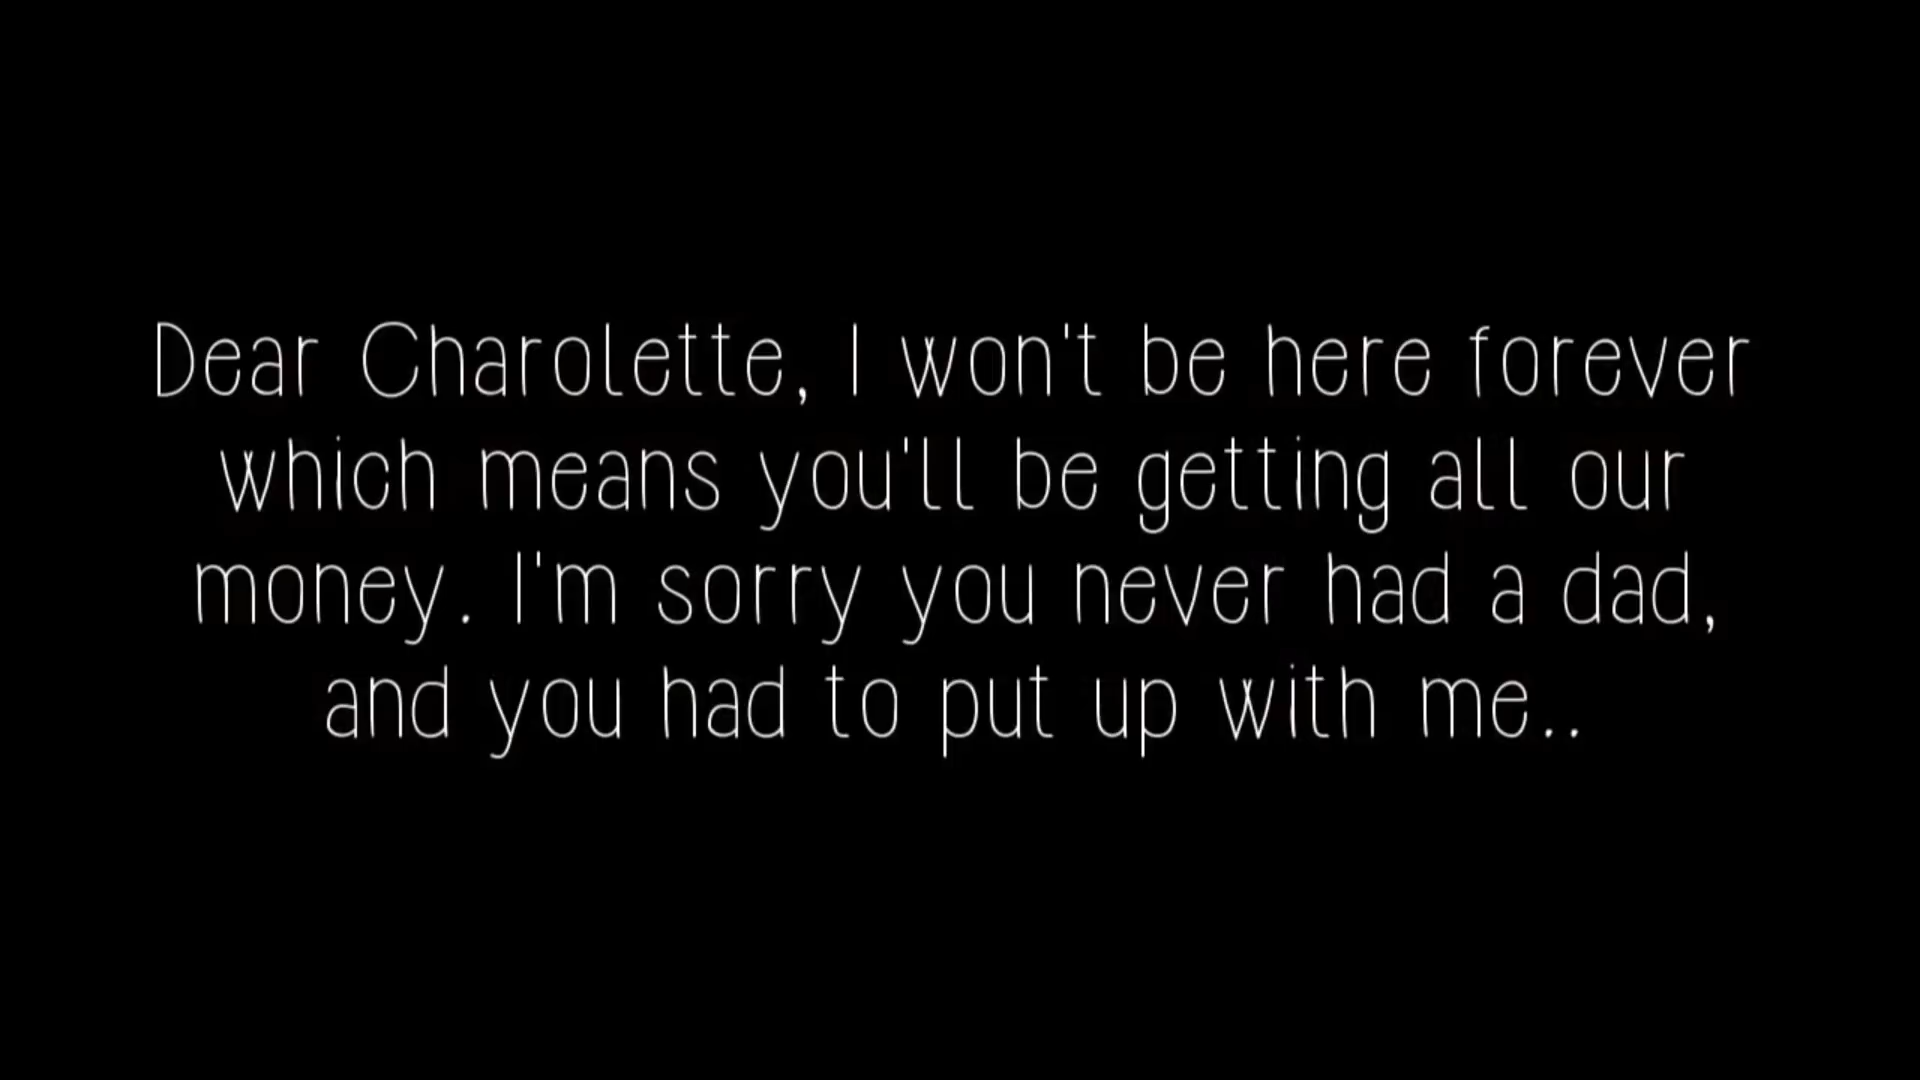 Dear Charolette, I won't be here forever
which means you'll be getting all our
money. I'm sorry you never had a dad,
and you had to put up with me..